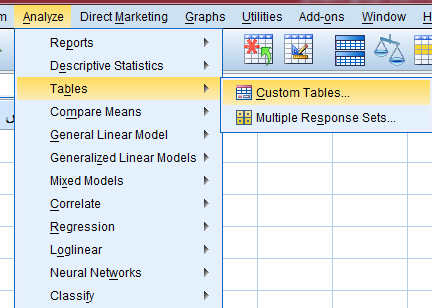 m Analyze Direct Marketing Graphs Utilities Add-ons Window H
Reports
Descriptive Statistics
Tables
Custom Tables...
Compare Means
Multiple Response Sets...
General Linear Model
Generalized Linear Models
Mixed Models
Correlate
Regression
Loglinear
Neural Networks
Classify